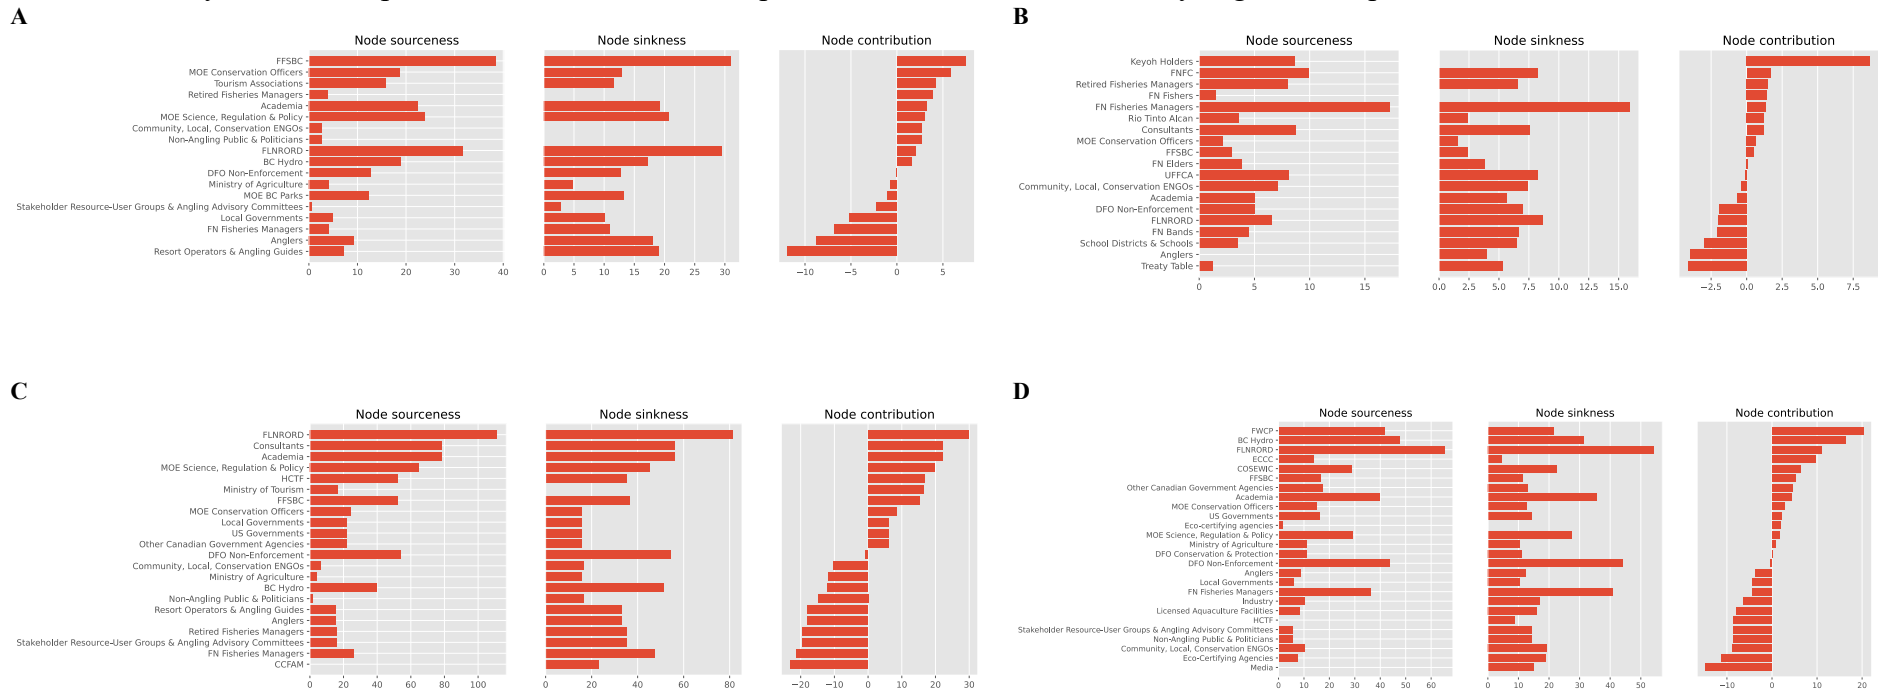 A
Node sourceness
Node sinkness
Node contribution
FFSBC
MOE Conservation Officers
Tourism Associations
Retired Fisheries Managers
Academia
MOE Science, Regulation & Policy
Community, Local, Conservation ENGOs
Non-Angling Public & Politicians
FLNRORD
BC Hydro
DFO Non-Enforcement
Ministry of Agriculture
MOE BC Parks
Stakeholder Resource-User Groups & Angling Advisory Committees
Local Governments
FN Fisheries Managers
Anglers
Resort Operators & Angling Guides
0 10 20 30 40
0 5 10 15 20 25 30
−10 −5 0 5
B
Node sourceness
Node sinkness
Node contribution
Keyoh Holders
FNFC
Retired Fisheries Managers
FN Fishers
FN Fisheries Managers
Rio Tinto Alcan
Consultants
MOE Conservation Officers
FFSBC
FN Elders
UFFCA
Community, Local, Conservation ENGOs
Academia
DFO Non-Enforcement
FLNRORD
FN Bands
School Districts & Schools
Anglers
Treaty Table
0 5 10 15
0.0 2.5 5.0 7.5 10.0 12.5 15.0
−2.5 0.0 2.5 5.0 7.5
C
Node sourceness
Node sinkness
Node contribution
FLNRORD
Consultants
Academia
MOE Science, Regulation & Policy
HCTF
Ministry of Tourism
FFSBC
MOE Conservation Officers
Local Governments
US Governments
Other Canadian Government Agencies
DFO Non-Enforcement
Community, Local, Conservation ENGOs
Ministry of Agriculture
BC Hydro
Non-Angling Public & Politicians
Resort Operators & Angling Guides
Anglers
Retired Fisheries Managers
Stakeholder Resource-User Groups & Angling Advisory Committees
FN Fisheries Managers
CCFAM
0 20 40 60 80 100
0 20 40 60 80
−20 −10 0 10 20 30
D
Node sourceness
Node sinkness
Node contribution
FWCP
BC Hydro
FLNRORD
ECCC
COSEWIC
FFSBC
Other Canadian Government Agencies
Academia
MOE Conservation Officers
US Governments
Eco-certifying agencies
MOE Science, Regulation & Policy
Ministry of Agriculture
DFO Conservation & Protection
DFO Non-Enforcement
Anglers
Local Governments
FN Fisheries Managers
Industry
Licensed Aquaculture Facilities
HCTF
Stakeholder Resource-User Groups & Angling Advisory Committees
Non-Angling Public & Politicians
Community, Local, Conservation ENGOs
Eco-Certifying Agencies
Media
0 10 20 30 40 50 60
0 10 20 30 40 50
−10 0 10 20